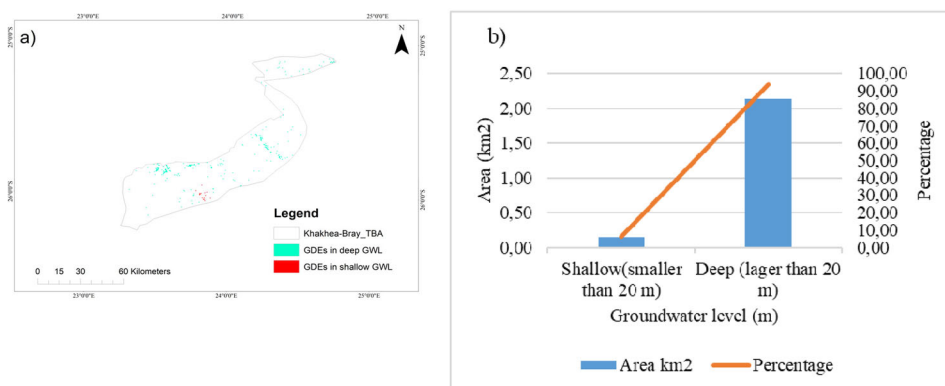 a)
23°0'0"E 24°0'0"E 25°0'0"E
25°0'0"S
25°0'0"S
N
26°0'0"S
26°0'0"S
Legend
Khakhea-Bray_TBA
GDEs in deep GWL
GDEs in shallow GWL
0 15 30 60 Kilometers
23°0'0"E 24°0'0"E 25°0'0"E
b)
2,50
2,00
1,50
1,00
0,50
0,00
Area (km2)
100,00
90,00
80,00
70,00
60,00
50,00
40,00
30,00
20,00
10,00
0,00
Percentage
Shallow(smaller than 20 m)
Deep (lager than 20 m)
Groundwater level (m)
Area km2
Percentage